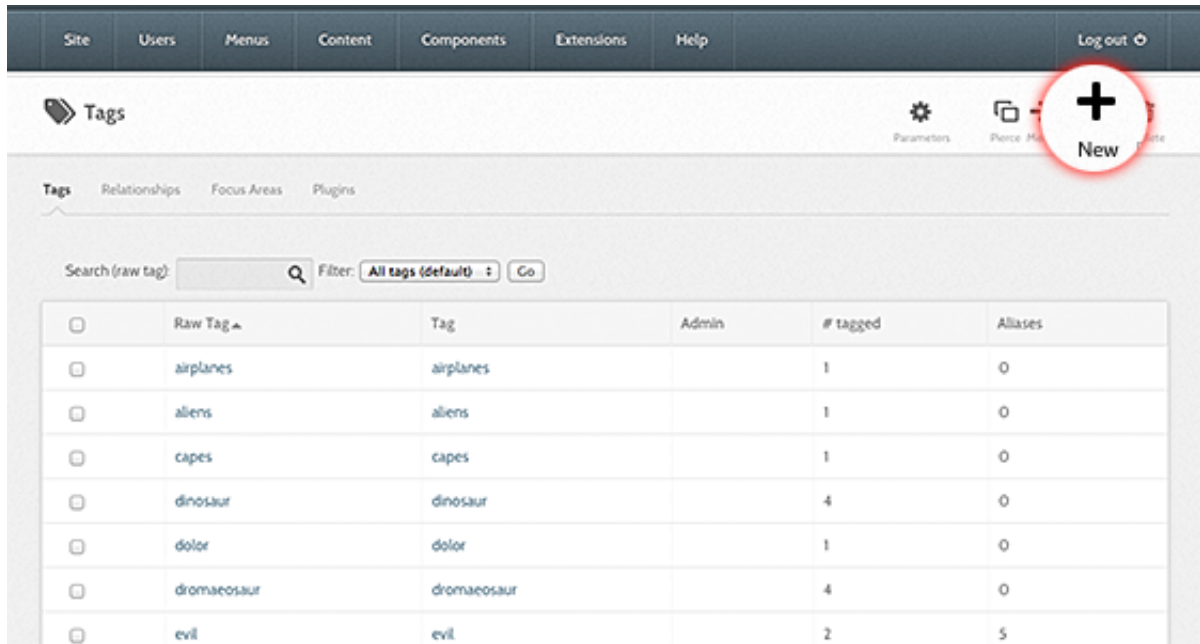 Site Users Menus Content Components Extensions Help Log out
Tags
Parameters Pierce New
Tags Relationships Focus Areas Plugins
Search (raw tag): Filter: All tags (default) Go
Raw Tag Tag Admin # tagged Aliases
airplanes airplanes 1 0
aliens aliens 1 0
capes capes 1 0
dinosaur dinosaur 4 0
dolor dolor 1 0
dromaeosaur dromaeosaur 4 0
evil evil 2 5